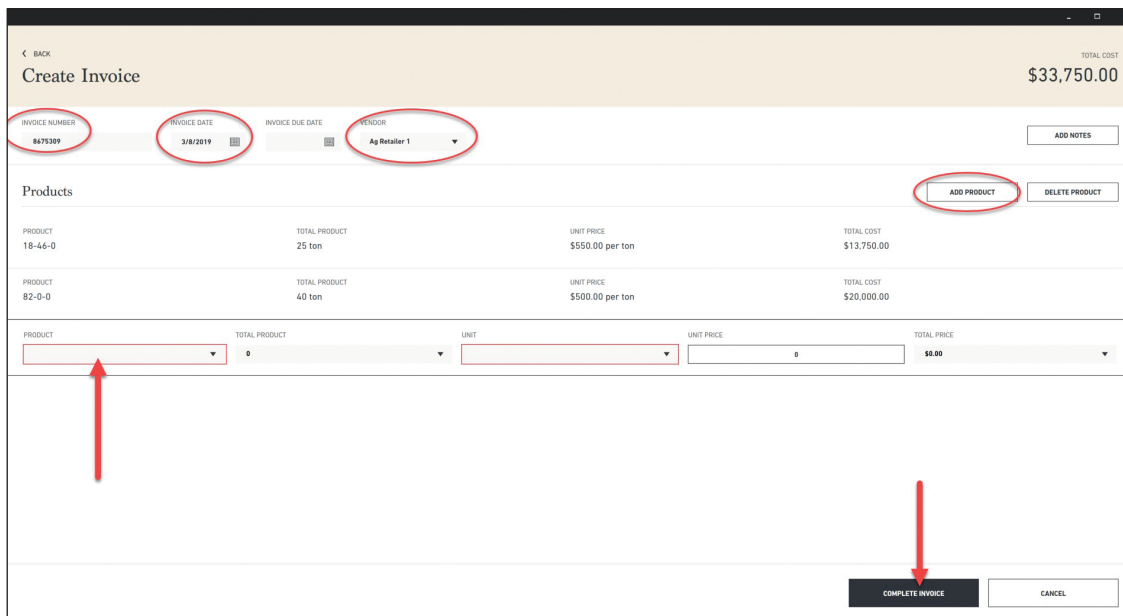 BACK
Create Invoice
TOTAL COST
$33,750.00
INVOICE NUMBER INVOICE DATE INVOICE DUE DATE VENDOR
8675309 3/8/2019 Ag Retailer 1
ADD NOTES
Products
ADD PRODUCT DELETE PRODUCT
PRODUCT TOTAL PRODUCT UNIT PRICE TOTAL COST
18-46-0 25 ton $550.00 per ton $13,750.00
PRODUCT TOTAL PRODUCT UNIT PRICE TOTAL COST
82-0-0 40 ton $500.00 per ton $20,000.00
PRODUCT TOTAL PRODUCT UNIT UNIT PRICE TOTAL PRICE
0 0 $0.00
COMPLETE INVOICE CANCEL